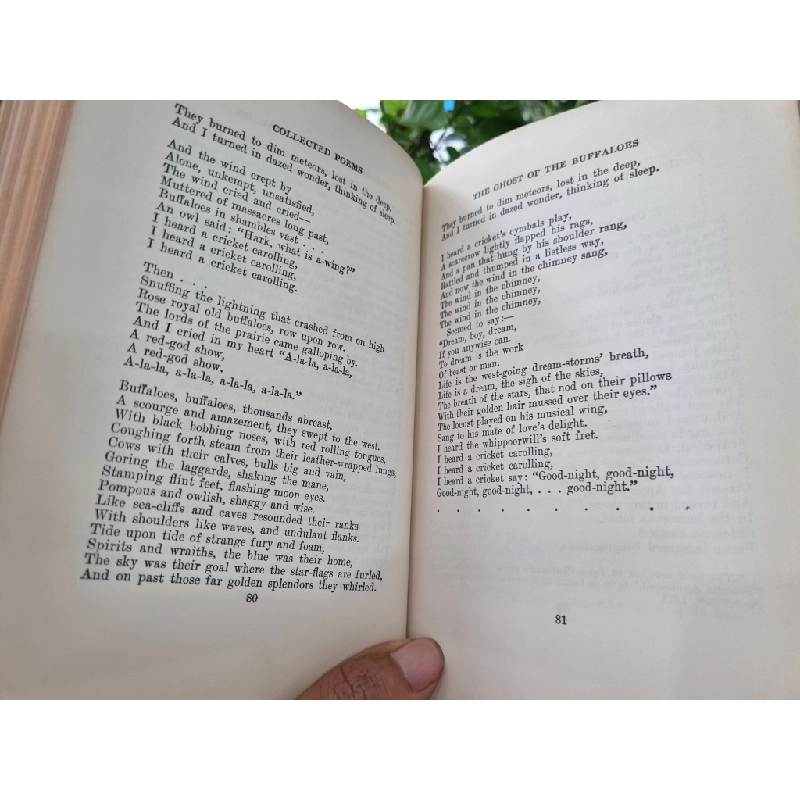 COLLECTED POEMS
They burned to dim meteors, lost in the deep,
And I turned in dazed wonder, thinking of sleep.
And the wind crept by
Alone, unkempt, unsatisfied,
The wind cried and cried—
Muttered of massacres long past,
Buffaloes in shambles vast . . .
An owl said: "Hark, what is a-wing?"
I heard a cricket carolling,
I heard a cricket carolling,
I heard a cricket carolling.
Then . . .
Snuffing the lightning that crashed from on high
Rose royal old buffaloes, row upon row.
The lords of the prairie came galloping by.
And I cried in my heart "A-la-la, a-la-la,
A red-god show,
A red-god show,
A-la-la, a-la-la, a-la-la, a-la-la."
Buffaloes, buffaloes, thousands abreast,
A scourge and amazement, they swept to the west.
With black bobbing noses, with red rolling tongues,
Coughing forth steam from their leather-wrapped lungs,
Cows with their calves, bulls big and vain,
Goring the laggards, shaking the mane,
Stamping flint feet, flashing moon eyes,
Pompous and owlish, shaggy and wise.
Like sea-cliffs and caves resounded their ranks
With shoulders like waves, and undulant flanks.
Tide upon tide of strange fury and foam,
Spirits and wraiths, the blue was their home,
The sky was their goal where the star-flags are furled,
And on past those far golden splendors they whirled.
80
THE GHOST OF THE BUFFALOES
They burned to dim meteors, lost in the deep,
And I turned in dazed wonder, thinking of sleep.
I heard a cricket's cymbals play,
A scarecrow lightly flapped his rags,
And a pan that hung by his shoulder rang,
Rattled and thumped in a listless way,
And now the wind in the chimney sang,
The wind in the chimney,
The wind in the chimney,
The wind in the chimney,
Seemed to say:—
"Dream, boy, dream,
If you anywise can.
To dream is the work
O' beast or man.
Life is the west-going dream-storms' breath,
Life is a dream, the sigh of the skies,
The breath of the stars, that nod on their pillows
With their golden hair mussed over their eyes."
The locust played on his musical wing,
Sang to his mate of love's delight.
I heard the whippoorwill's soft fret.
I heard a cricket carolling,
I heard a cricket carolling,
I heard a cricket say: "Good-night, good-night,
Good-night, good-night, . . . good-night."
. . . . . . . . . .
81